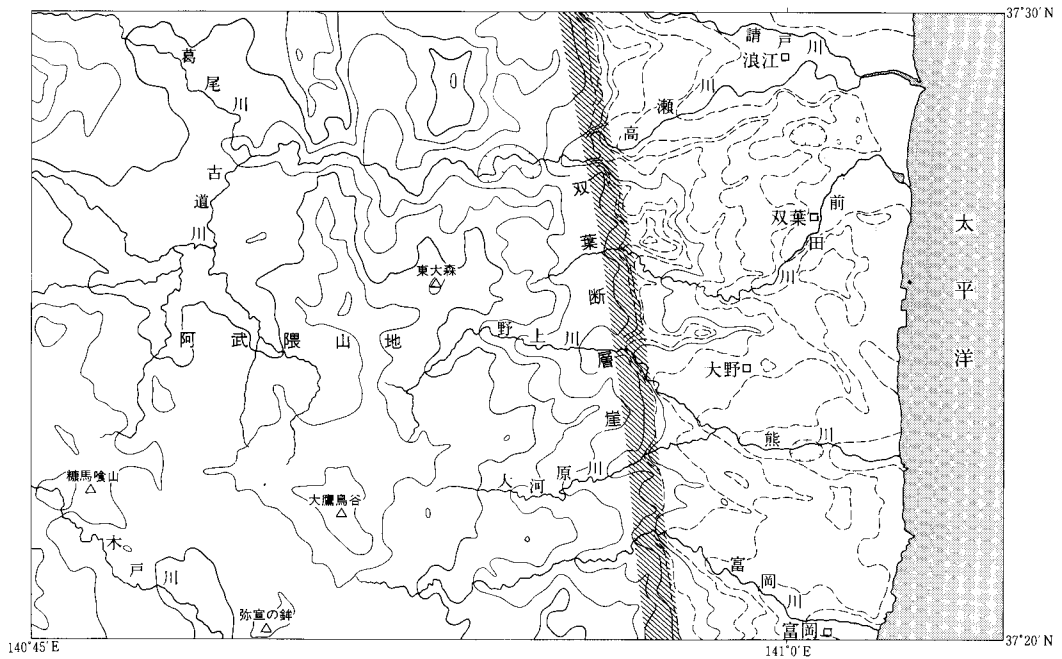 37°30′N
請戸川
浪江
葛尾川
高瀬川
古道川
双葉断層崖
前田川
双葉
太平洋
東大森
阿武隈山地
野上川
大野
熊川
糠馬喰山
大鷹鳥谷
大河原川
木戸川
富岡川
弥宣の鉾
富岡
140°45′E
141°0′E
37°20′N